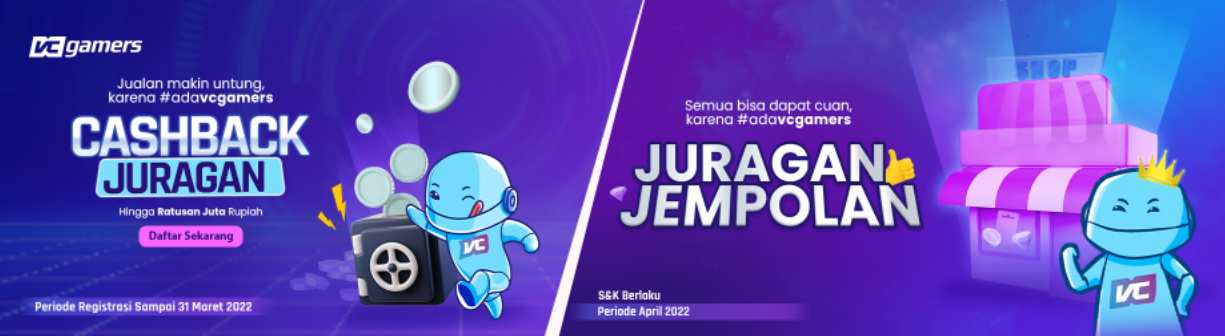 VCgamers
Jualan makin untung,
karena #adavcgamers
CASHBACK
JURAGAN
Hingga Ratusan Juta Rupiah
Daftar Sekarang
Periode Registrasi Sampai 31 Maret 2022
VC
Semua bisa dapat cuan,
karena #adavcgamers
JURAGAN
JEMPOLAN
S&K Berlaku
Periode April 2022
SHOP
VC